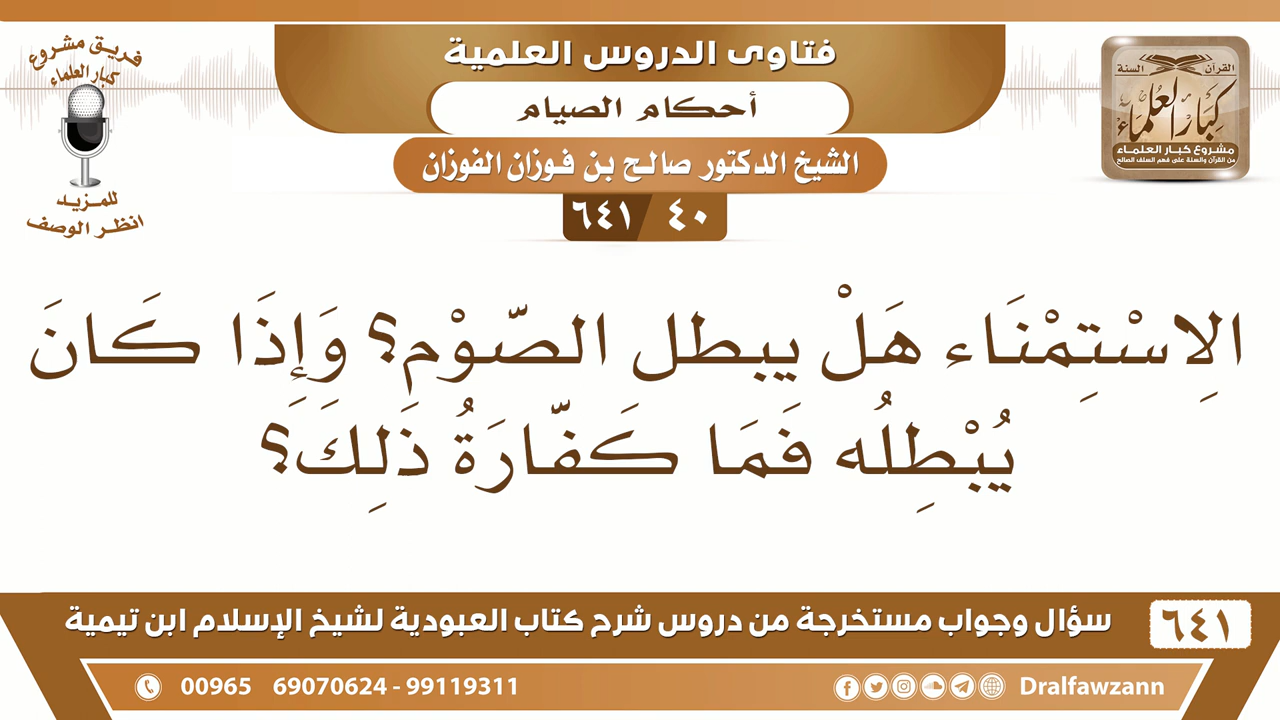 فريق مشروع
كبار العلماء
للمزيد
انظر الوصف
فتاوى الدروس العلمية
أحكام الصيام
الشيخ الدكتور صالح بن فوزان الفوزان
٤٠ / ٦٤١
القرآن السنة
كبار العلماء
مشروع كبار العلماء
من القرآن والسنة على فهم السلف الصالح
الِاسْتِمْنَاء هَلْ يبطل الصّوْمِ؟ وَإِذَا كَانَ
يُبْطِلُه فَمَا كَفّارَةُ ذَلِكَ؟
٦٤١ سؤال وجواب مستخرجة من دروس شرح كتاب العبودية لشيخ الإسلام ابن تيمية
00965 69070624 - 99119311
Dralfawzann